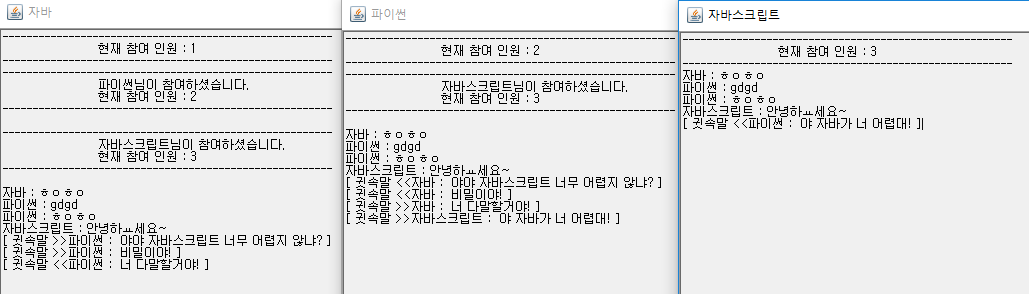 자바
현재 참여 인원 : 1
파이썬님이 참여하셨습니다.
현재 참여 인원 : 2
자바스크립트님이 참여하셨습니다.
현재 참여 인원 : 3
자바 : ㅎㅇㅎㅇ
파이썬 : gdgd
파이썬 : ㅎㅇㅎㅇ
자바스크립트 : 안녕하ㅛ세요~
[ 귓속말 >>파이썬 :  야야 자바스크립트 너무 어렵지 않냐? ]
[ 귓속말 >>파이썬 :  비밀이야! ]
[ 귓속말 <<파이썬 :  너 다말할거야! ]
파이썬
현재 참여 인원 : 2
자바스크립트님이 참여하셨습니다.
현재 참여 인원 : 3
자바 : ㅎㅇㅎㅇ
파이썬 : gdgd
파이썬 : ㅎㅇㅎㅇ
자바스크립트 : 안녕하ㅛ세요~
[ 귓속말 <<자바 :  야야 자바스크립트 너무 어렵지 않냐? ]
[ 귓속말 <<자바 :  비밀이야! ]
[ 귓속말 >>자바 :  너 다말할거야! ]
[ 귓속말 >>자바스크립트 :  야 자바가 너 어렵대! ]
자바스크립트
현재 참여 인원 : 3
자바 : ㅎㅇㅎㅇ
파이썬 : gdgd
파이썬 : ㅎㅇㅎㅇ
자바스크립트 : 안녕하ㅛ세요~
[ 귓속말 <<파이썬 :  야 자바가 너 어렵대! ]